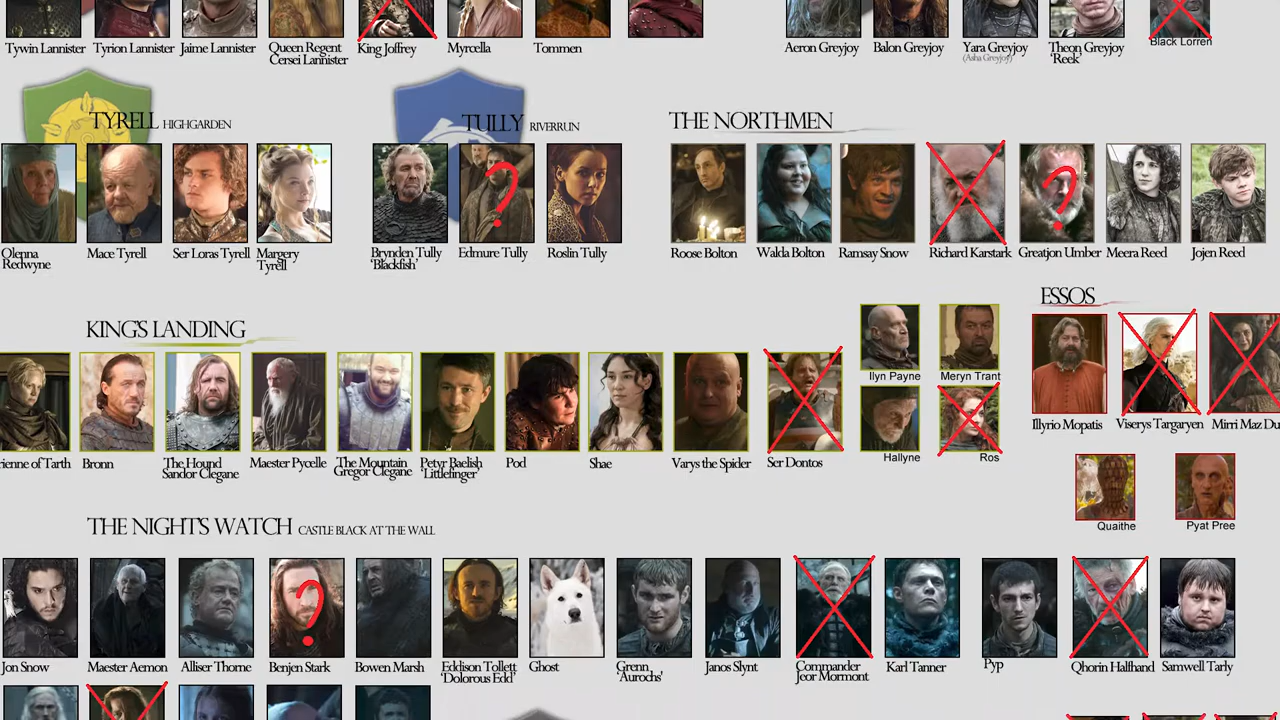 Tywin Lannister
Tyrion Lannister
Jaime Lannister
Queen Regent
Cersei Lannister
King Joffrey
Myrcella
Tommen
Aeron Greyjoy
Balon Greyjoy
Yara Greyjoy
(Asha Greyjoy)
Theon Greyjoy
'Reek'
Black Lorren
TYRELL HIGHGARDEN
TULLY RIVERRUN
THE NORTHMEN
Olenna
Redwyne
Mace Tyrell
Ser Loras Tyrell
Margery
Tyrell
Brynden Tully
'Blackfish'
?
Edmure Tully
Roslin Tully
Roose Bolton
Walda Bolton
Ramsay Snow
Richard Karstark
?
Greatjon Umber
Meera Reed
Jojen Reed
KING'S LANDING
ESSOS
rienne of Tarth
Bronn
The Hound
Sandor Clegane
Maester Pycelle
The Mountain
Gregor Clegane
Petyr Baelish
'Littlefinger'
Pod
Shae
Varys the Spider
Ser Dontos
Ilyn Payne
Meryn Trant
Hallyne
Ros
Illyrio Mopatis
Viserys Targaryen
Mirri Maz Du
Quaithe
Pyat Pree
THE NIGHT'S WATCH CASTLE BLACK AT THE WALL
Jon Snow
Maester Aemon
Alliser Thorne
?
Benjen Stark
Bowen Marsh
Eddison Tollett
'Dolorous Edd'
Ghost
Grenn
'Aurochs'
Janos Slynt
Commander
Jeor Mormont
Karl Tanner
Pyp
Qhorin Halfhand
Samwell Tarly